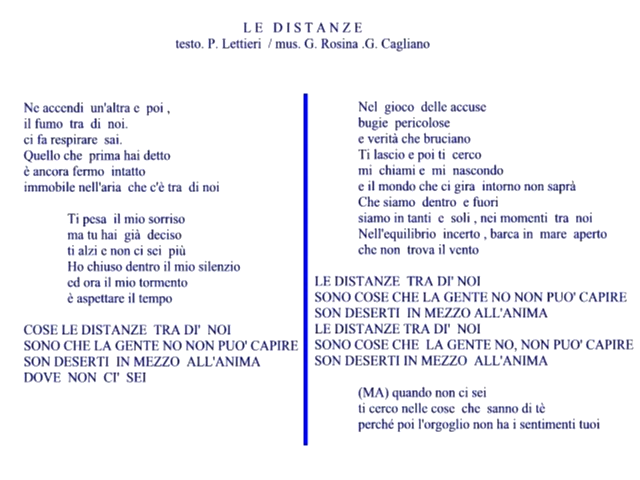 LE DISTANZE
testo. P. Lettieri / mus. G. Rosina .G. Cagliano
Ne accendi un'altra e poi ,
il fumo tra di noi.
ci fa respirare sai.
Quello che prima hai detto
è ancora fermo intatto
immobile nell'aria che c'è tra di noi
Ti pesa il mio sorriso
ma tu hai già deciso
ti alzi e non ci sei più
Ho chiuso dentro il mio silenzio
ed ora il mio tormento
è aspettare il tempo
COSE LE DISTANZE TRA DI' NOI
SONO CHE LA GENTE NO NON PUO' CAPIRE
SON DESERTI IN MEZZO ALL'ANIMA
DOVE NON CI' SEI
Nel gioco delle accuse
bugie pericolose
e verità che bruciano
Ti lascio e poi ti cerco
mi chiami e mi nascondo
e il mondo che ci gira intorno non saprà
Che siamo dentro e fuori
siamo in tanti e soli , nei momenti tra noi
Nell'equilibrio incerto , barca in mare aperto
che non trova il vento
LE DISTANZE TRA DI' NOI
SONO COSE CHE LA GENTE NO NON PUO' CAPIRE
SON DESERTI IN MEZZO ALL'ANIMA
LE DISTANZE TRA DI' NOI
SONO COSE CHE LA GENTE NO, NON PUO' CAPIRE
SON DESERTI IN MEZZO ALL'ANIMA
(MA) quando non ci sei
ti cerco nelle cose che sanno di tè
perché poi l'orgoglio non ha i sentimenti tuoi